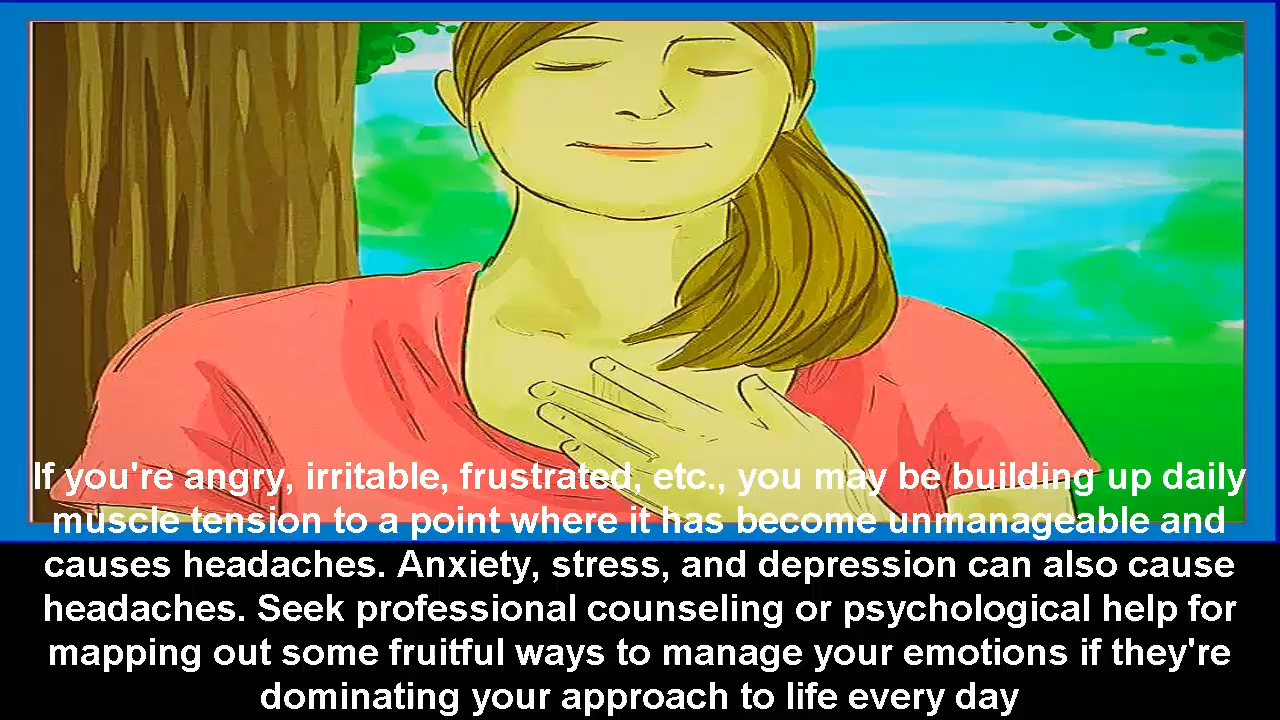 If you're angry, irritable, frustrated, etc., you may be building up daily
muscle tension to a point where it has become unmanageable and
causes headaches. Anxiety, stress, and depression can also cause
headaches. Seek professional counseling or psychological help for
mapping out some fruitful ways to manage your emotions if they're
dominating your approach to life every day